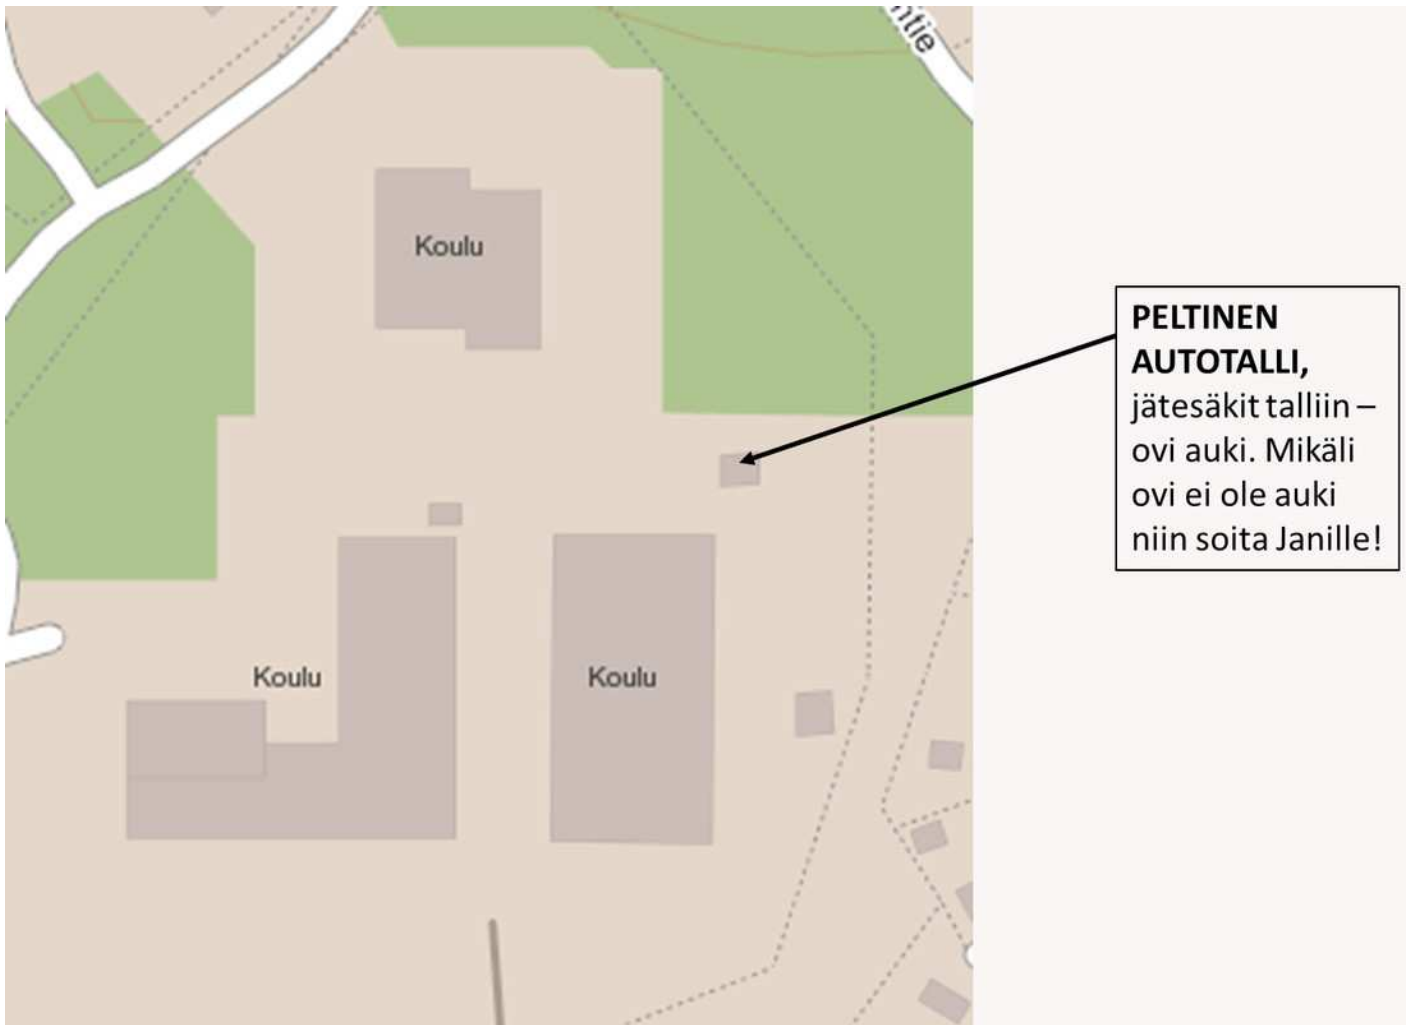 ntie
Koulu
PELTINEN
AUTOTALLI,
jätesäkit talliin –
ovi auki. Mikäli
ovi ei ole auki
niin soita Janille!
Koulu
Koulu